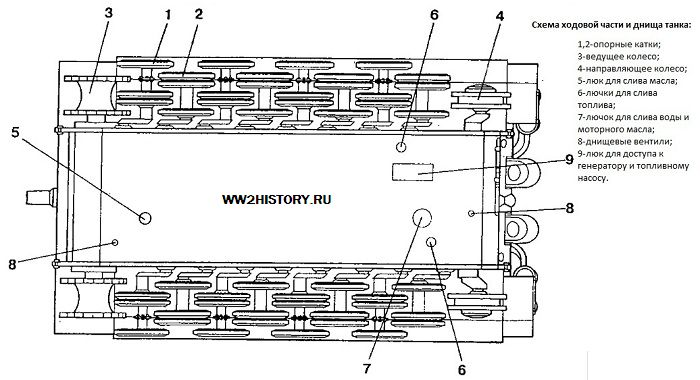 Схема ходовой части и днища танка:
1,2-опорные катки;
3-ведущее колесо;
4-направляющее колесо;
5-люк для слива масла;
6-лючки для слива
топлива;
7-лючок для слива воды и
моторного масла;
8-днищевые вентили;
9-люк для доступа к
генератору и топливному
насосу.
3
1
2
6
4
5
9
WW2HISTORY.RU
8
8
7
6